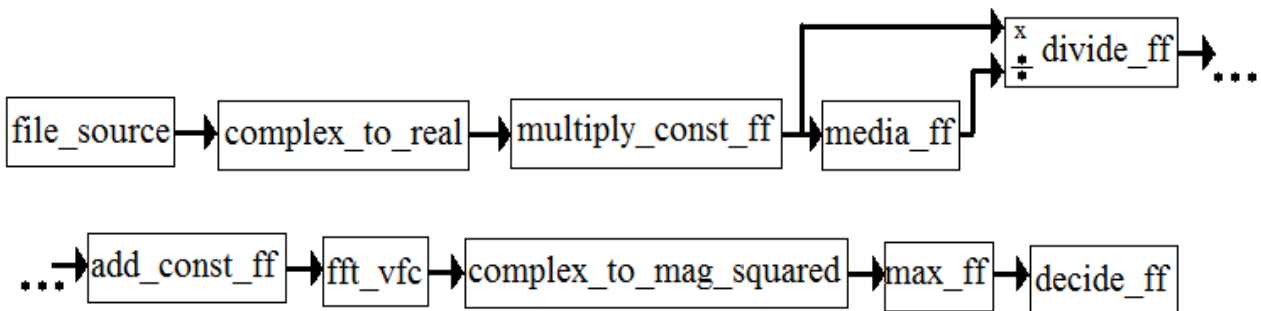 x
÷ divide_ff
...
file_source
complex_to_real
multiply_const_ff
media_ff
...
add_const_ff
fft_vfc
complex_to_mag_squared
max_ff
decide_ff